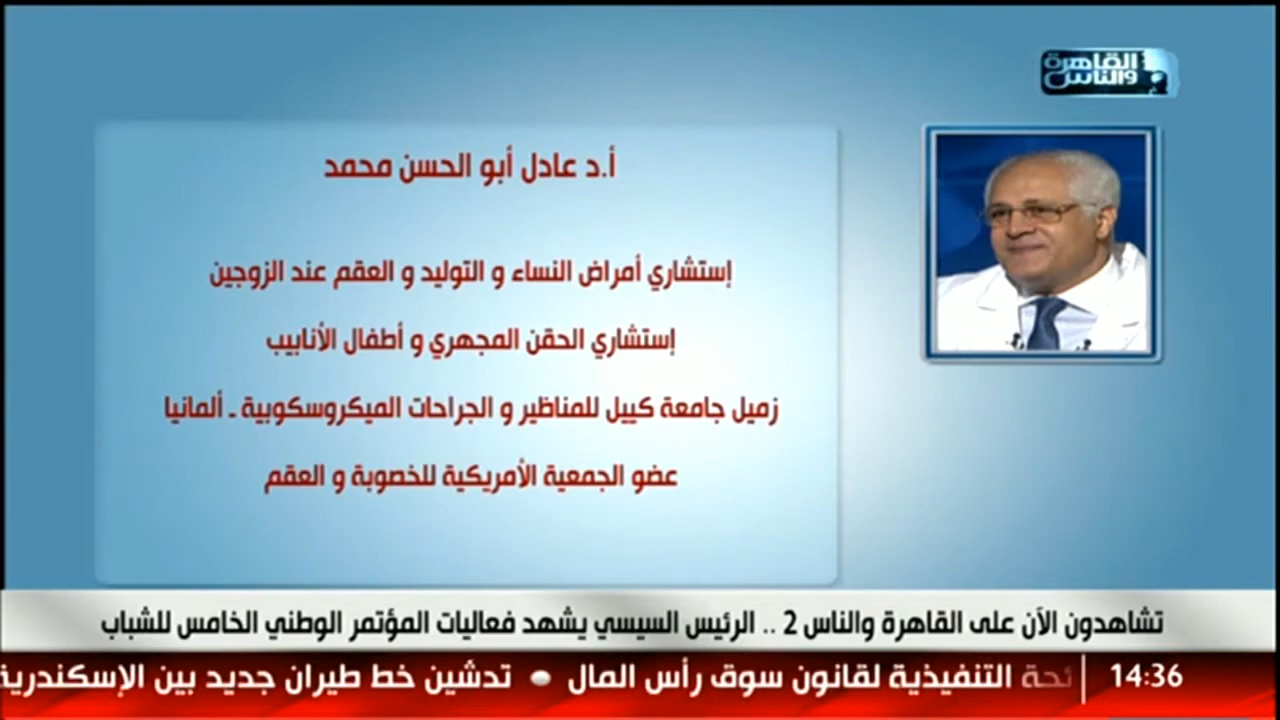 القاهرة
والناس
أ.د عادل أبو الحسن محمد
إستشاري أمراض النساء و التوليد و العقم عند الزوجين
إستشاري الحقن المجهري و أطفال الأنابيب
زميل جامعة كييل للمناظير و الجراحات الميكروسكوبية - ألمانيا
عضو الجمعية الأمريكية للخصوبة و العقم
تشاهدون الآن على القاهرة والناس 2 .. الرئيس السيسي يشهد فعاليات المؤتمر الوطني الخامس للشباب
14:36 ئحة التنفيذية لقانون سوق رأس المال • تدشين خط طيران جديد بين الإسكندرية